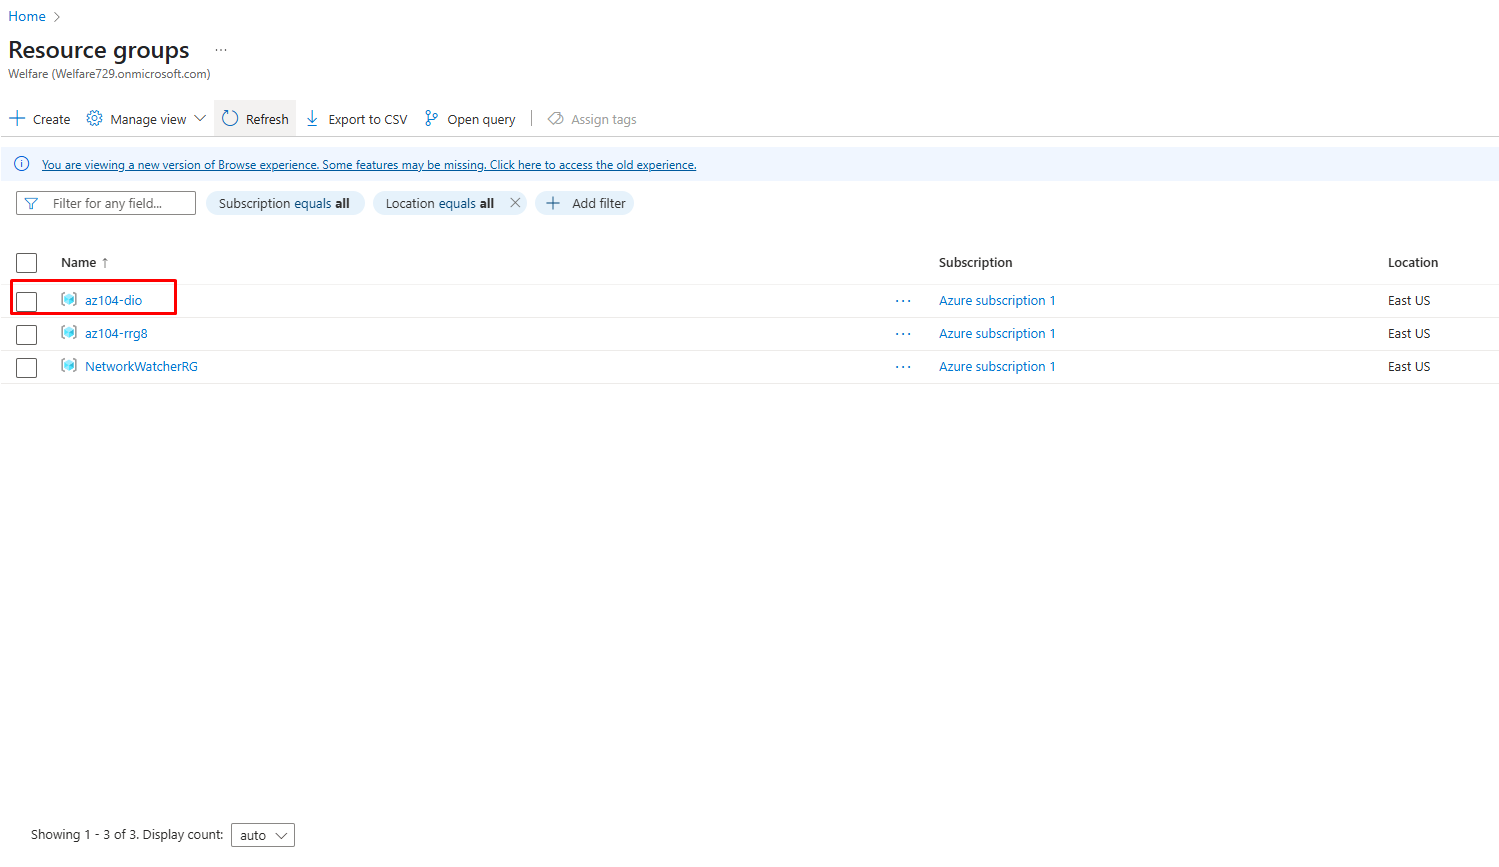 Home
Resource groups ...
Welfare (Welfare729.onmicrosoft.com)
Create Manage view Refresh Export to CSV Open query Assign tags
You are viewing a new version of Browse experience. Some features may be missing. Click here to access the old experience.
Filter for any field... Subscription equals all Location equals all Add filter
Name ↑ Subscription Location
az104-dio ... Azure subscription 1 East US
az104-rrg8 ... Azure subscription 1 East US
NetworkWatcherRG ... Azure subscription 1 East US
Showing 1 - 3 of 3. Display count: auto